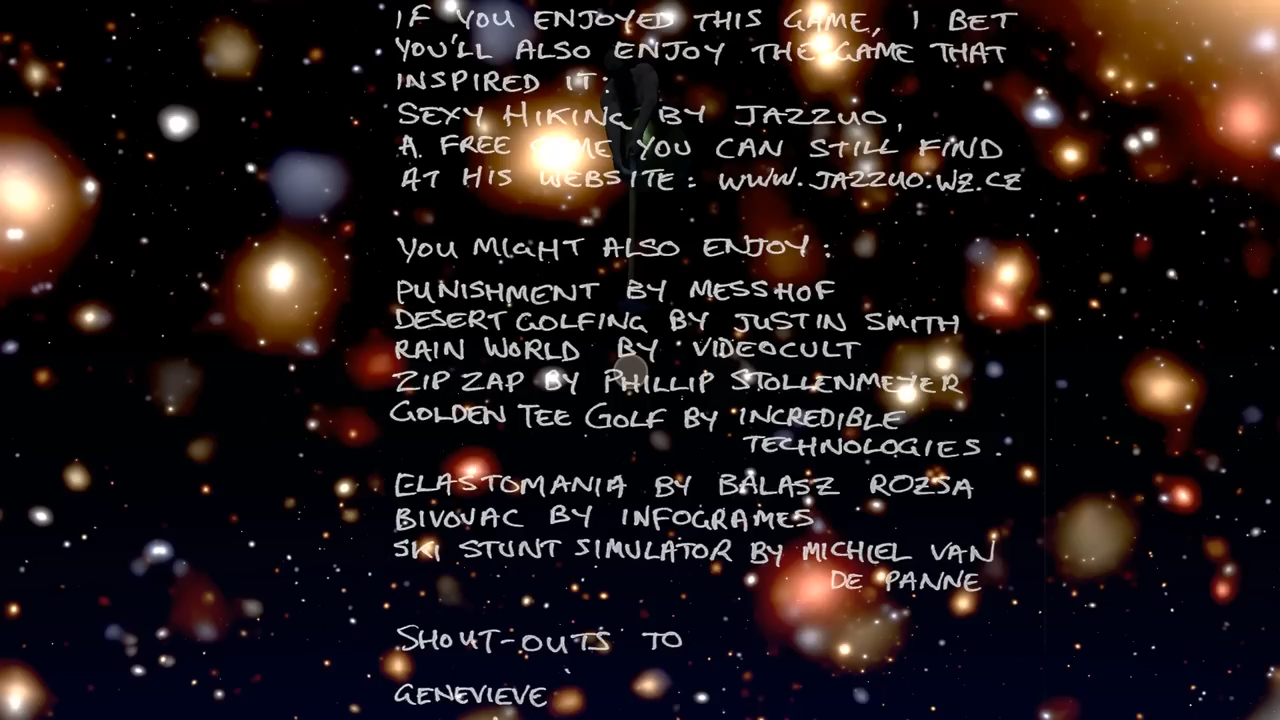 IF YOU ENJOYED THIS GAME, I BET
YOU'LL ALSO ENJOY THE GAME THAT
INSPIRED IT:
SEXY HIKING BY JAZZUO,
A FREE GAME YOU CAN STILL FIND
AT HIS WEBSITE: WWW.JAZZUO.WZ.CZ
YOU MIGHT ALSO ENJOY:
PUNISHMENT BY MESSHOF
DESERT GOLFING BY JUSTIN SMITH
RAIN WORLD BY VIDEOCULT
ZIP ZAP BY PHILLIP STOLLENMEYER
GOLDEN TEE GOLF BY INCREDIBLE
TECHNOLOGIES.
ELASTOMANIA BY BALASZ ROZSA
BIVOUAC BY INFOGRAMES
SKI STUNT SIMULATOR BY MICHIEL VAN
DE PANNE
SHOUT-OUTS TO
GENEVIEVE